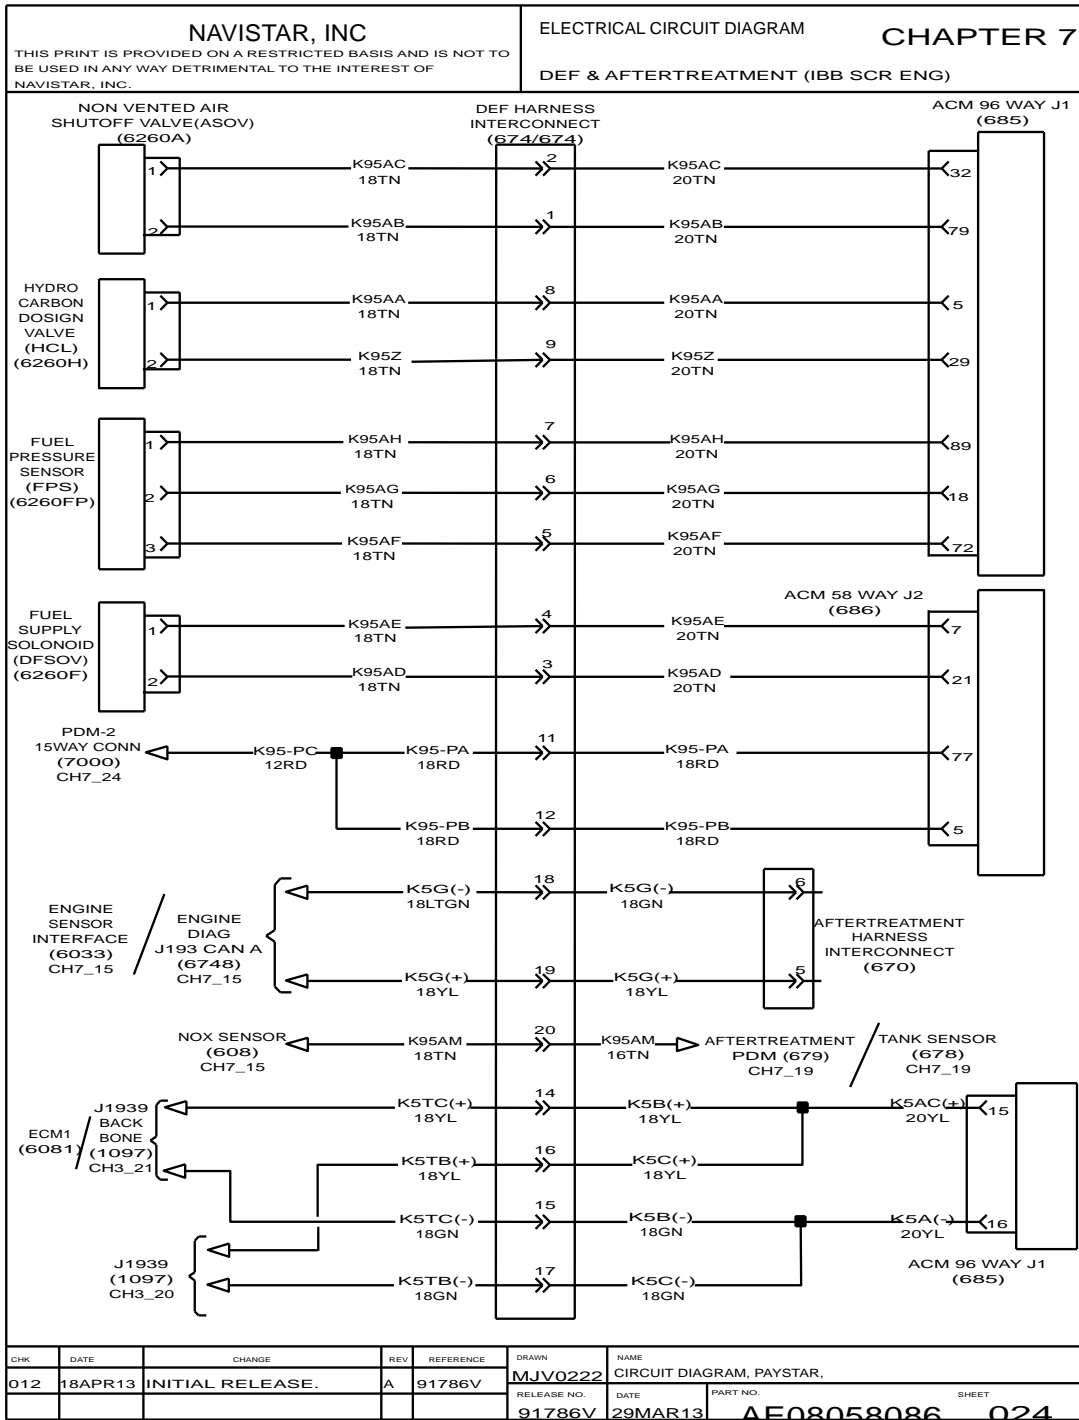 NAVISTAR, INC
THIS PRINT IS PROVIDED ON A RESTRICTED BASIS AND IS NOT TO
BE USED IN ANY WAY DETRIMENTAL TO THE INTEREST OF
NAVISTAR, INC.
ELECTRICAL CIRCUIT DIAGRAM
CHAPTER 7
DEF & AFTERTREATMENT (IBB SCR ENG)
NON VENTED AIR
SHUTOFF VALVE(ASOV)
(6260A)
DEF HARNESS
INTERCONNECT
(674/674)
ACM 96 WAY J1
(685)
1 K95AC 2 K95AC 32
18TN 20TN
2 K95AB 1 K95AB 79
18TN 20TN
HYDRO
CARBON
DOSIGN
VALVE
(HCL)
(6260H)
1 K95AA 8 K95AA 5
18TN 20TN
2 K95Z 9 K95Z 29
18TN 20TN
FUEL
PRESSURE
SENSOR
(FPS)
(6260FP)
1 K95AH 7 K95AH 89
18TN 20TN
2 K95AG 6 K95AG 18
18TN 20TN
3 K95AF 5 K95AF 72
18TN 20TN
ACM 58 WAY J2
(686)
FUEL
SUPPLY
SOLONOID
(DFSOV)
(6260F)
1 K95AE 4 K95AE 7
18TN 20TN
2 K95AD 3 K95AD 21
18TN 20TN
PDM-2
15WAY CONN
(7000)
CH7_24
K95-PC K95-PA 11 K95-PA 77
12RD 18RD 18RD
K95-PB 12 K95-PB 5
18RD 18RD
ENGINE
SENSOR
INTERFACE
(6033)
CH7_15
ENGINE
DIAG
J193 CAN A
(6748)
CH7_15
K5G(-) 18 K5G(-) 6
18LTGN 18GN
K5G(+) 19 K5G(+) 5
18YL 18YL
AFTERTREATMENT
HARNESS
INTERCONNECT
(670)
NOX SENSOR
(608)
CH7_15
K95AM 20 K95AM
18TN 16TN
AFTERTREATMENT
PDM (679)
CH7_19
TANK SENSOR
(678)
CH7_19
ECM1
(6081)
J1939
BACK
BONE
(1097)
CH3_21
K5TC(+) 14 K5B(+) K5AC(+) 15
18YL 18YL 20YL
K5TB(+) 16 K5C(+)
18YL 18YL
K5TC(-) 15 K5B(-) K5A(-) 16
18GN 18GN 20YL
J1939
(1097)
CH3_20
K5TB(-) 17 K5C(-)
18GN 18GN
ACM 96 WAY J1
(685)
CHK DATE CHANGE REV REFERENCE
012 18APR13 INITIAL RELEASE. A 91786V
DRAWN
MJV0222
NAME
CIRCUIT DIAGRAM, PAYSTAR,
RELEASE NO. DATE PART NO. SHEET
91786V 29MAR13 AE08058086 024